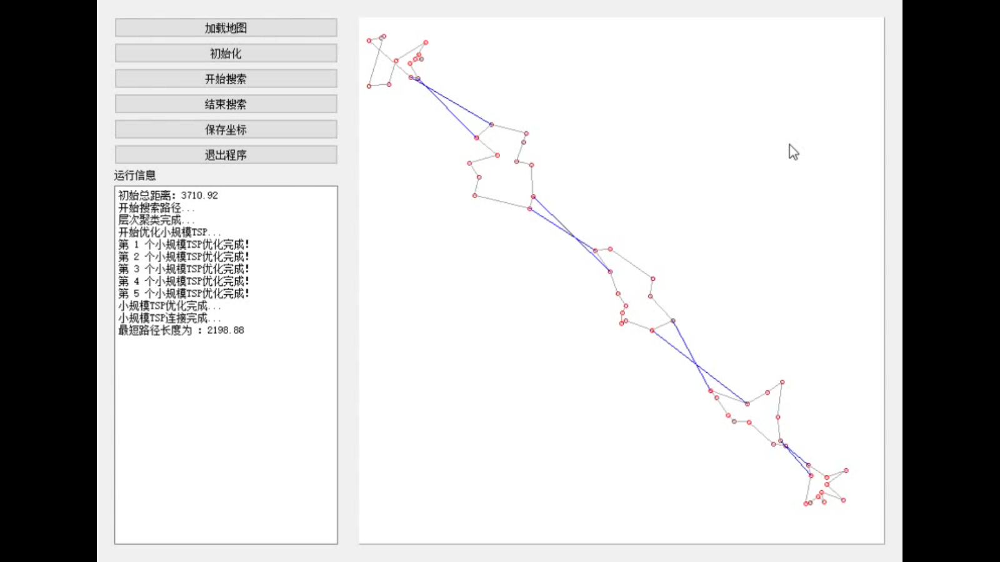 加载地图
初始化
开始搜索
结束搜索
保存坐标
退出程序
运行信息
初始总距离: 3710.92
开始搜索路径...
层次聚类完成...
开始优化小规模TSP...
第 1 个小规模TSP优化完成!
第 2 个小规模TSP优化完成!
第 3 个小规模TSP优化完成!
第 4 个小规模TSP优化完成!
第 5 个小规模TSP优化完成!
小规模TSP优化完成...
小规模TSP连接完成...
最短路径长度为 : 2198.88